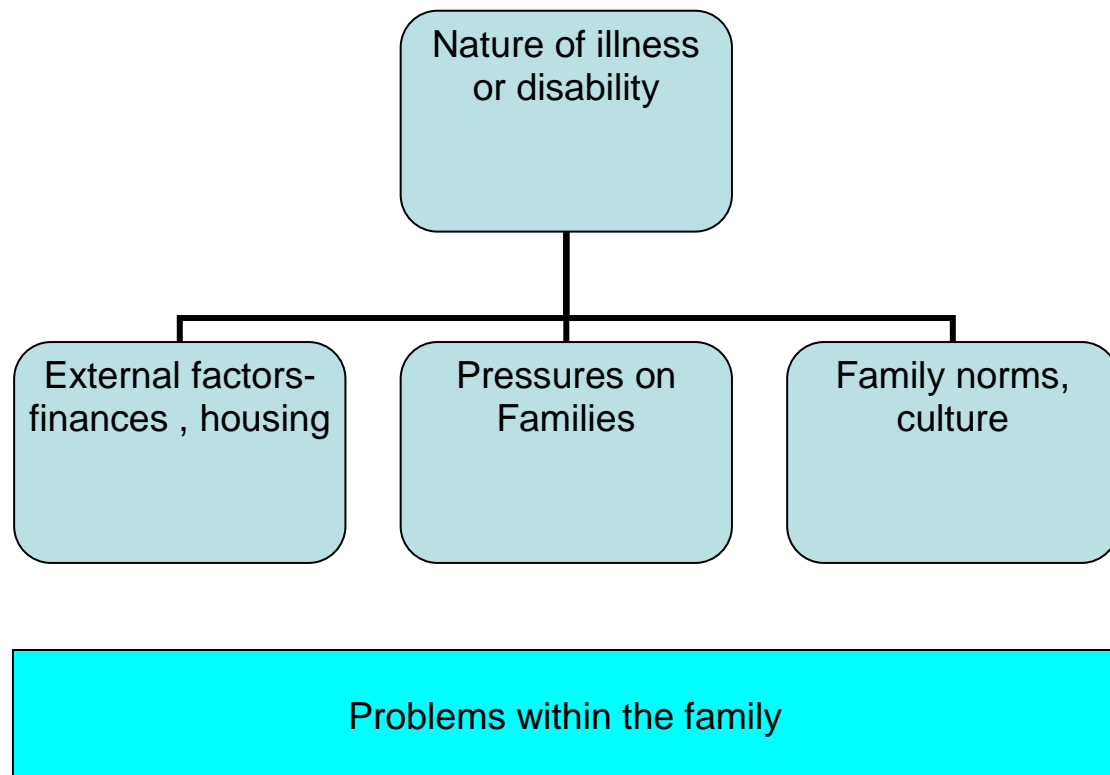 Nature of illness
or disability
External factors-
finances , housing
Pressures on
Families
Family norms,
culture
Problems within the family